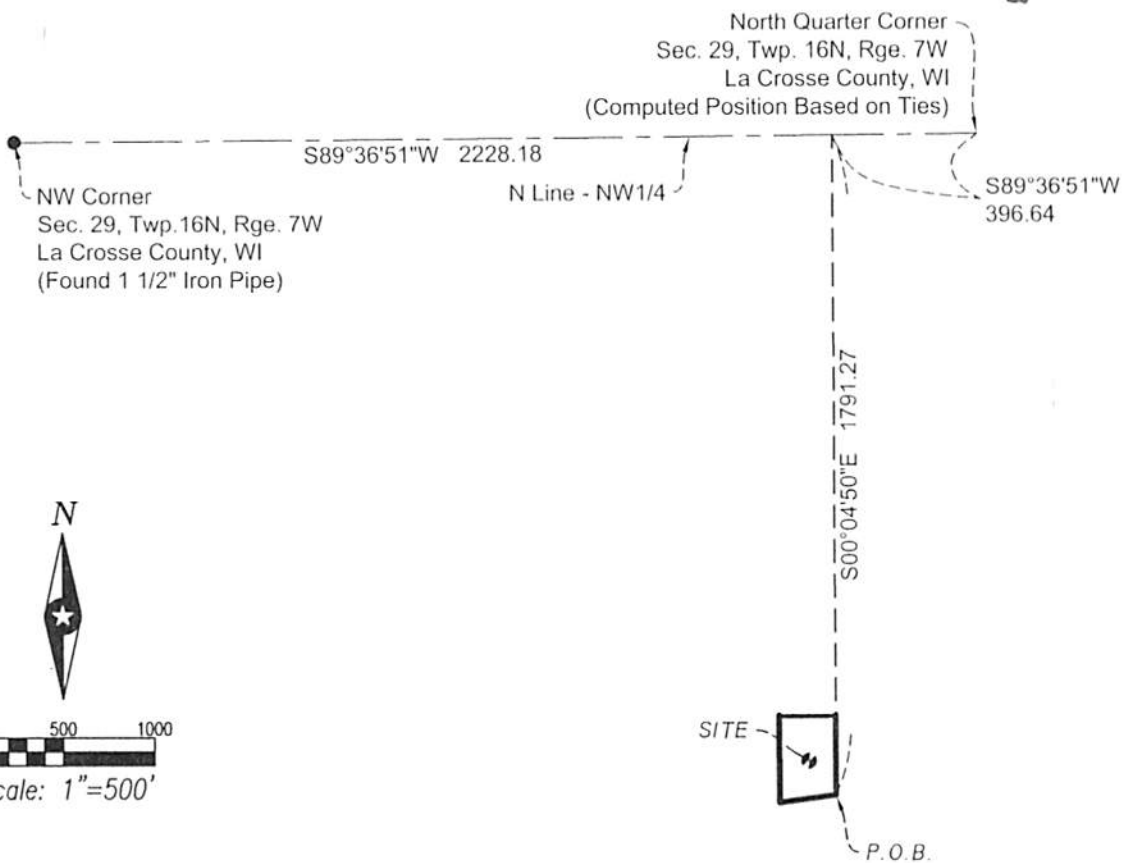 North Quarter Corner
Sec. 29, Twp. 16N, Rge. 7W
La Crosse County, WI
(Computed Position Based on Ties)
S89°36'51"W 2228.18
N Line - NW1/4
S89°36'51"W
396.64
NW Corner
Sec. 29, Twp.16N, Rge. 7W
La Crosse County, WI
(Found 1 1/2" Iron Pipe)
S00°04'50"E 1791.27
N
500 1000
cale: 1"=500'
SITE
P.O.B.